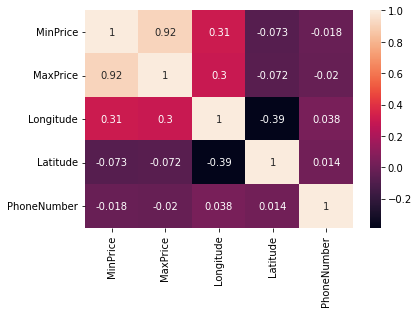 MinPrice 1 0.92 0.31 -0.073 -0.018
MaxPrice 0.92 1 0.3 -0.072 -0.02
Longitude 0.31 0.3 1 -0.39 0.038
Latitude -0.073 -0.072 -0.39 1 0.014
PhoneNumber -0.018 -0.02 0.038 0.014 1
MinPrice
MaxPrice
Longitude
Latitude
PhoneNumber
1.0
0.8
0.6
0.4
0.2
0.0
−0.2